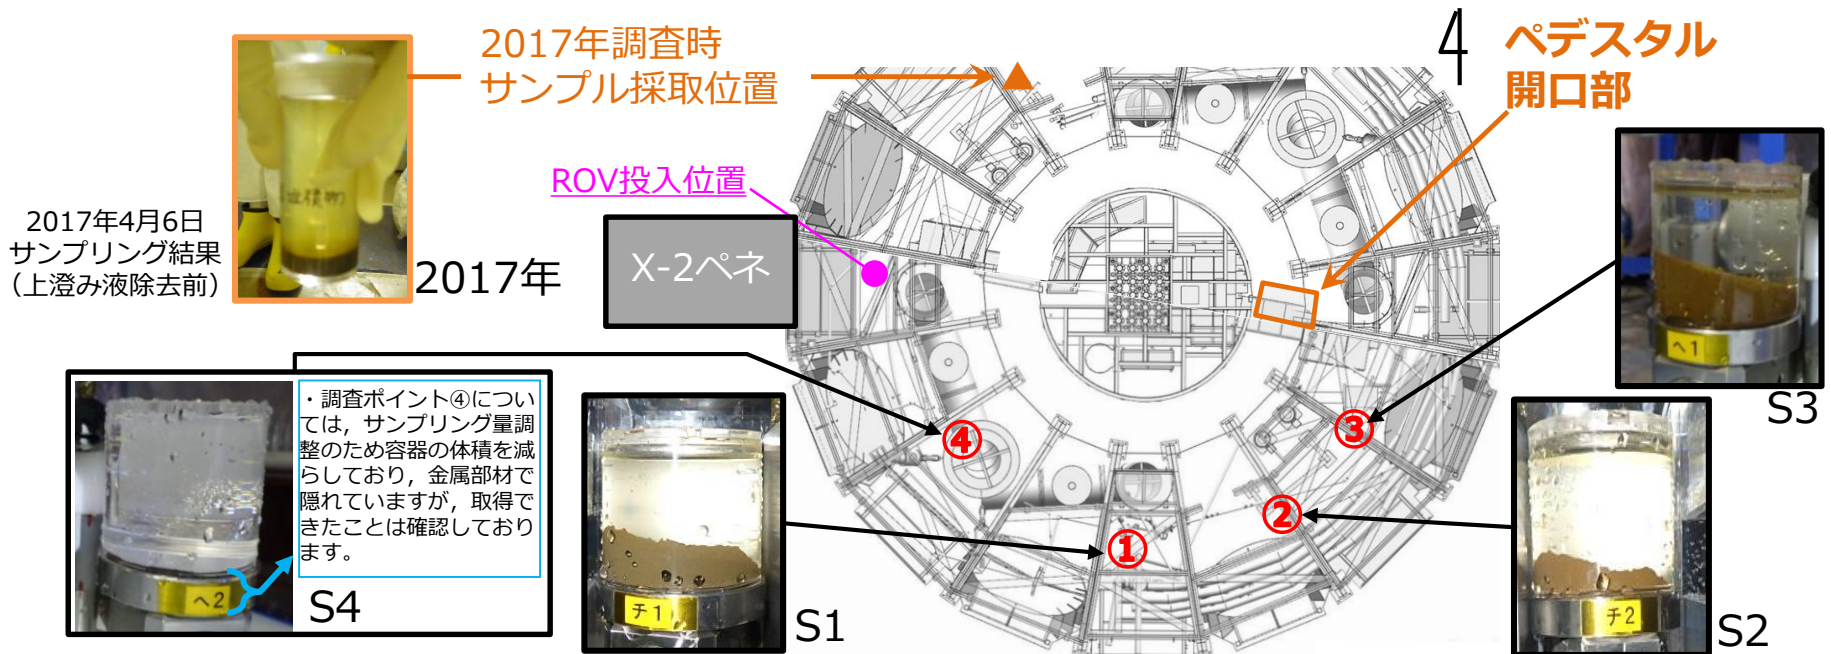 2017年調査時
サンプル採取位置
4
ペデスタル
開口部
ROV投入位置
堆積物
2017年4月6日
サンプリング結果
（上澄み液除去前）
2017年
X-2ペネ
ヘ1
S3
・調査ポイント④につい
ては，サンプリング量調
整のため容器の体積を減
らしており，金属部材で
隠れていますが，取得で
きたことは確認しており
ます。
ヘ2
S4
チ1
S1
④
③
②
①
チ2
S2